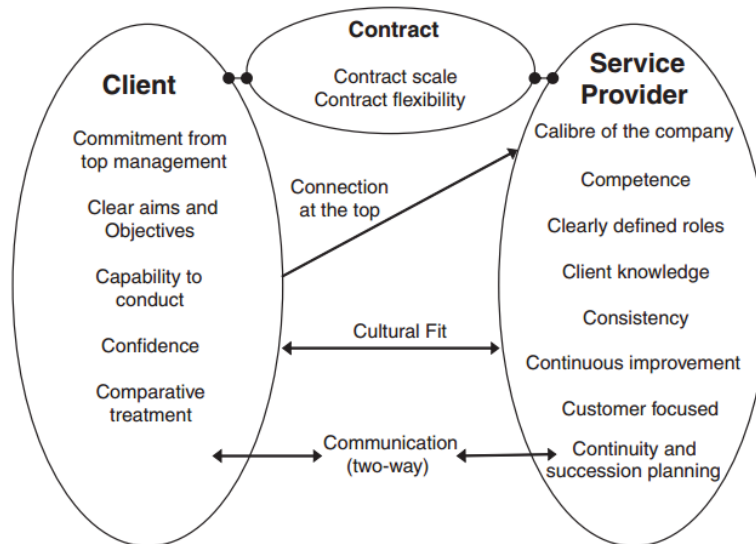 Contract
Contract scale
Contract flexibility
Client
Commitment from
top management
Clear aims and
Objectives
Capability to
conduct
Confidence
Comparative
treatment
Connection
at the top
Cultural Fit
Communication
(two-way)
Service
Provider
Calibre of the company
Competence
Clearly defined roles
Client knowledge
Consistency
Continuous improvement
Customer focused
Continuity and
succession planning